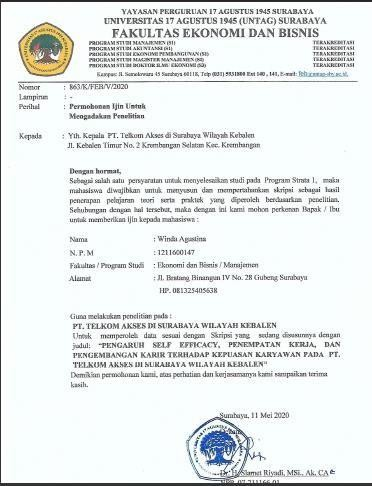 YAYASAN PERGURUAN 17 AGUSTUS 1945 SURABAYA
UNIVERSITAS 17 AGUSTUS 1945 (UNTAG) SURABAYA
FAKULTAS EKONOMI DAN BISNIS
PROGRAM STUDI MANAJEMEN (S1) TERAKREDITASI
PROGRAM STUDI AKUNTANSI (S1) TERAKREDITASI
PROGRAM STUDI EKONOMI PEMBANGUNAN (S1) TERAKREDITASI
PROGRAM STUDI MAGISTER MANAJEMEN (S2) TERAKREDITASI
PROGRAM STUDI DOKTOR ILMU EKONOMI (S3) TERAKREDITASI
Kampus: Jl. Semolowaru 45 Surabaya 60118, Telp (031) 5931800 Ext 140, 141, E-mail: feb@untag-sby.ac.id.
Nomor : 863/K/FEB/V/2020
Lampiran : -
Perihal : Permohonan Ijin Untuk
Mengadakan Penelitian
Kepada : Yth. Kepala PT. Telkom Akses di Surabaya Wilayah Kebalen
Jl. Kebalen Timur No. 2 Krembangan Selatan Kec. Krembangan
Dengan hormat,
Sebagai salah satu persyaratan untuk menyelesaikan studi pada Program Strata 1, maka
mahasiswa diwajibkan untuk menyusun dan mempertahankan skripsi sebagai hasil
penerapan pelajaran teori serta praktek yang diperoleh berdasarkan penelitian.
Sehubungan dengan hal tersebut, maka dengan ini kami mohon perkenan Bapak / Ibu
untuk memberikan ijin kepada mahasiswa :
Nama : Winda Agustina
N. P. M : 1211600147
Fakultas / Program Studi : Ekonomi dan Bisnis / Manajemen
Alamat : Jl. Bratang Binangun IV No. 28 Gubeng Surabaya
HP. 081325405638
Guna melakukan penelitian pada :
PT. TELKOM AKSES DI SURABAYA WILAYAH KEBALEN
Untuk memperoleh data sesuai dengan Skripsi yang sedang disusunnya dengan
judul: "PENGARUH SELF EFFICACY, PENEMPATAN KERJA, DAN
PENGEMBANGAN KARIR TERHADAP KEPUASAN KARYAWAN PADA PT.
TELKOM AKSES DI SURABAYA WILAYAH KEBALEN"
Demikian permohonan kami, atas perhatian dan kerjasamanya kami sampaikan terima
kasih.
Surabaya, 11 Mei 2020
Dr. H. Slamet Riyadi, MSi., Ak, CA